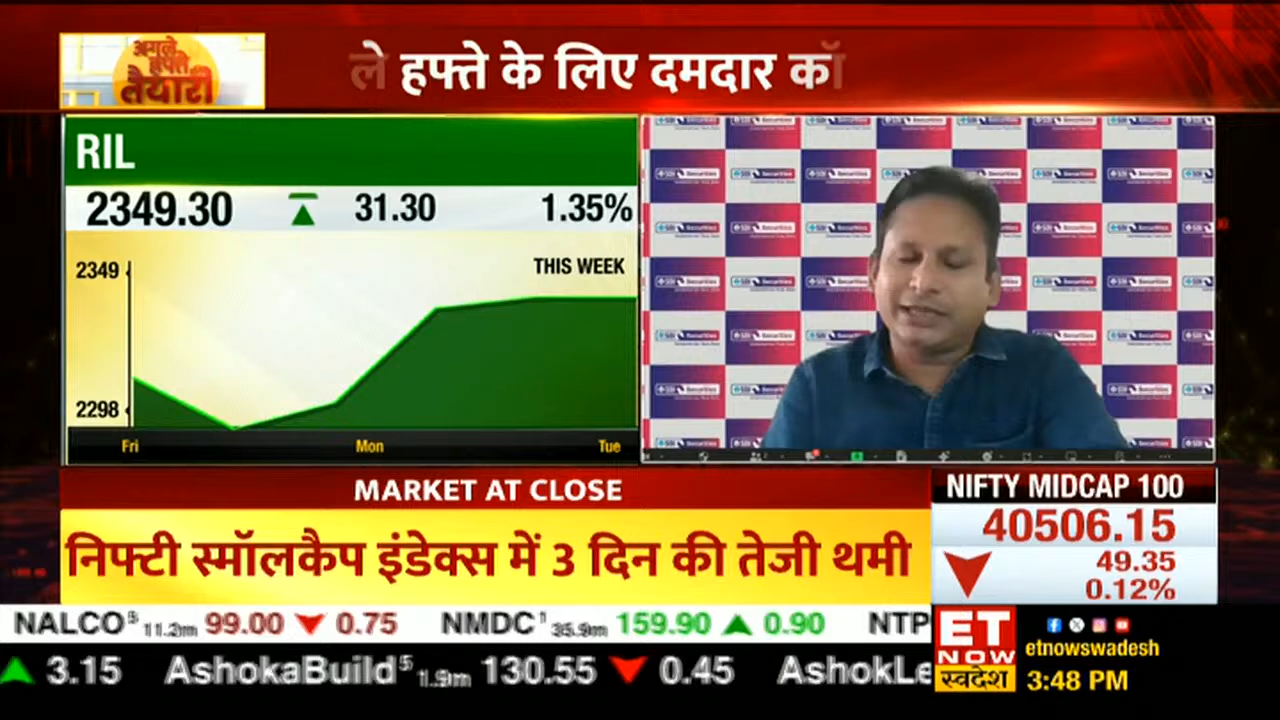 अगले
हफ्ते की
तैयारी
ले हफ्ते के लिए दमदार कॉ
RIL
2349.30 31.30 1.35%
THIS WEEK
2349
2298
Fri Mon Tue
MARKET AT CLOSE
निफ्टी स्मॉलकैप इंडेक्स में 3 दिन की तेजी थमी
NIFTY MIDCAP 100
40506.15
49.35
0.12%
NALCO 5 11.2m 99.00 0.75 NMDC 1 35.9m 159.90 0.90 NTP
3.15 AshokaBuild 5 1.9m 130.55 0.45 AshokLe
ET
NOW
स्वदेश
etnowswadesh
3:48 PM